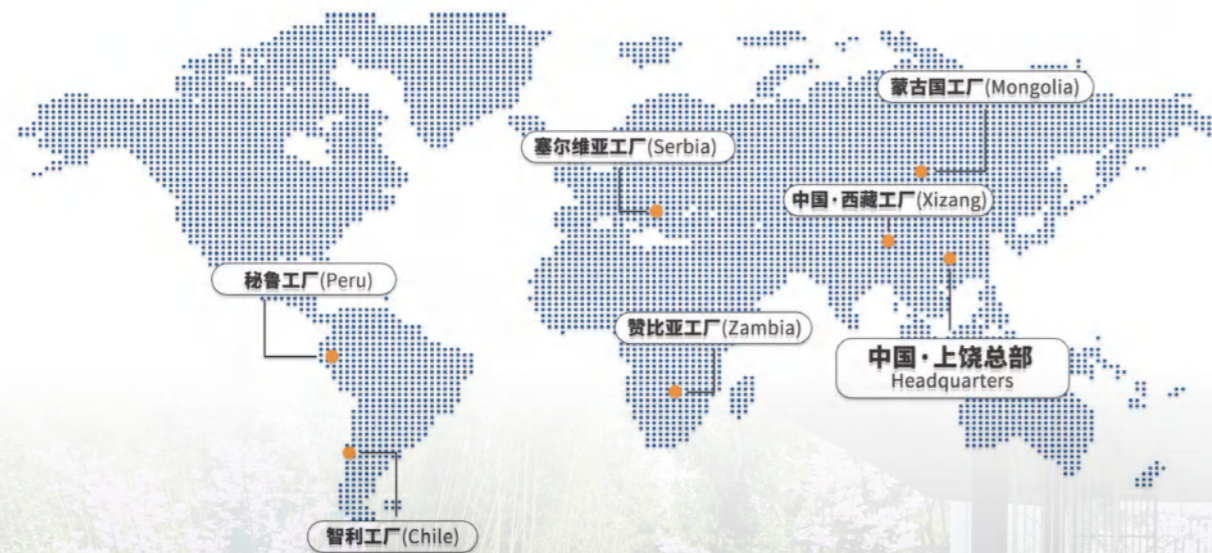 蒙古国工厂(Mongolia)
塞尔维亚工厂(Serbia)
中国·西藏工厂(Xizang)
秘鲁工厂(Peru)
赞比亚工厂(Zambia)
中国·上饶总部
Headquarters
智利工厂(Chile)